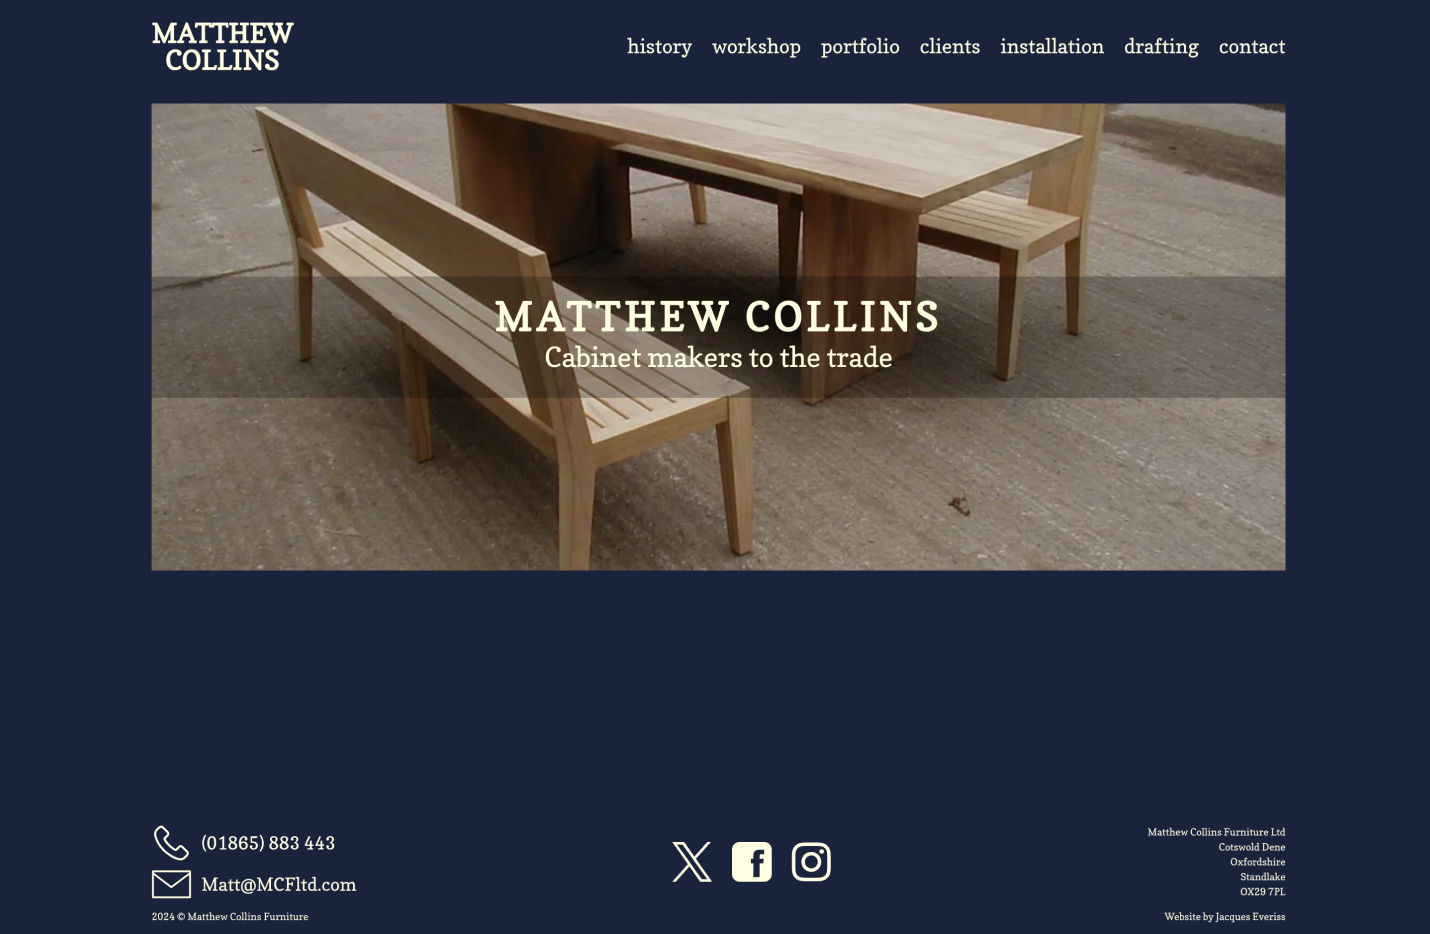 MATTHEW
COLLINS
history workshop portfolio clients installation drafting contact
MATTHEW COLLINS
Cabinet makers to the trade
(01865) 883 443
Matt@MCFltd.com
2024 © Matthew Collins Furniture
Matthew Collins Furniture Ltd
Cotswold Dene
Oxfordshire
Standlake
OX29 7PL
Website by Jacques Everiss